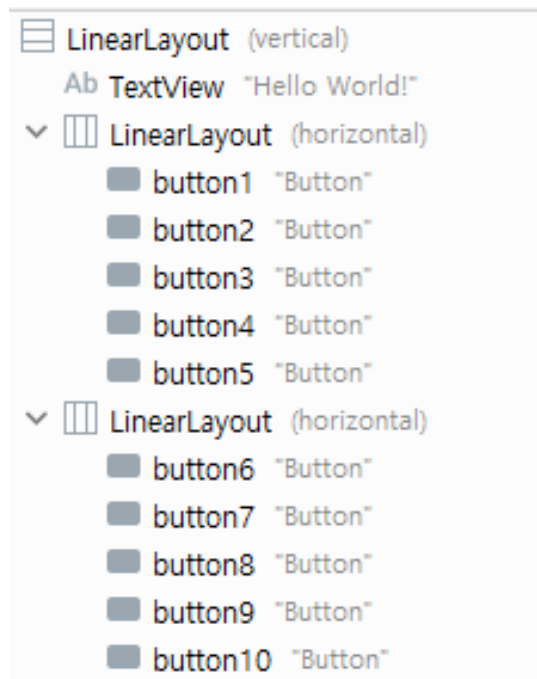 LinearLayout (vertical)
Ab TextView "Hello World!"
LinearLayout (horizontal)
button1 "Button"
button2 "Button"
button3 "Button"
button4 "Button"
button5 "Button"
LinearLayout (horizontal)
button6 "Button"
button7 "Button"
button8 "Button"
button9 "Button"
button10 "Button"